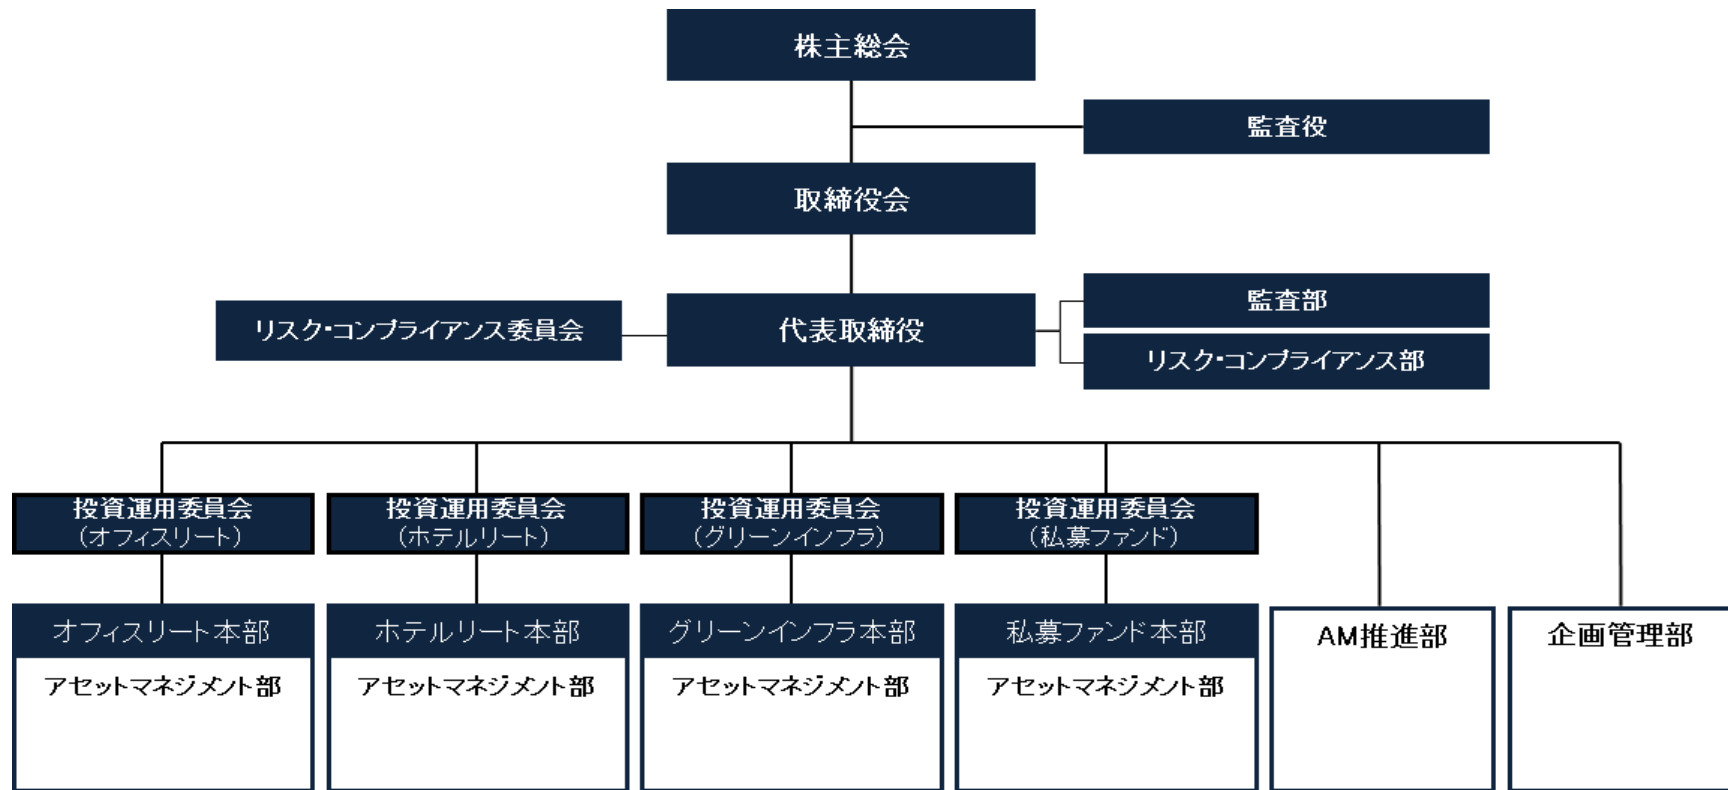 株主総会
監査役
取締役会
監査部
リスク・コンプライアンス委員会
代表取締役
リスク・コンプライアンス部
投資運用委員会
（オフィスリート）
投資運用委員会
（ホテルリート）
投資運用委員会
（グリーンインフラ）
投資運用委員会
（私募ファンド）
オフィスリート本部
アセットマネジメント部
ホテルリート本部
アセットマネジメント部
グリーンインフラ本部
アセットマネジメント部
私募ファンド本部
アセットマネジメント部
AM推進部
企画管理部